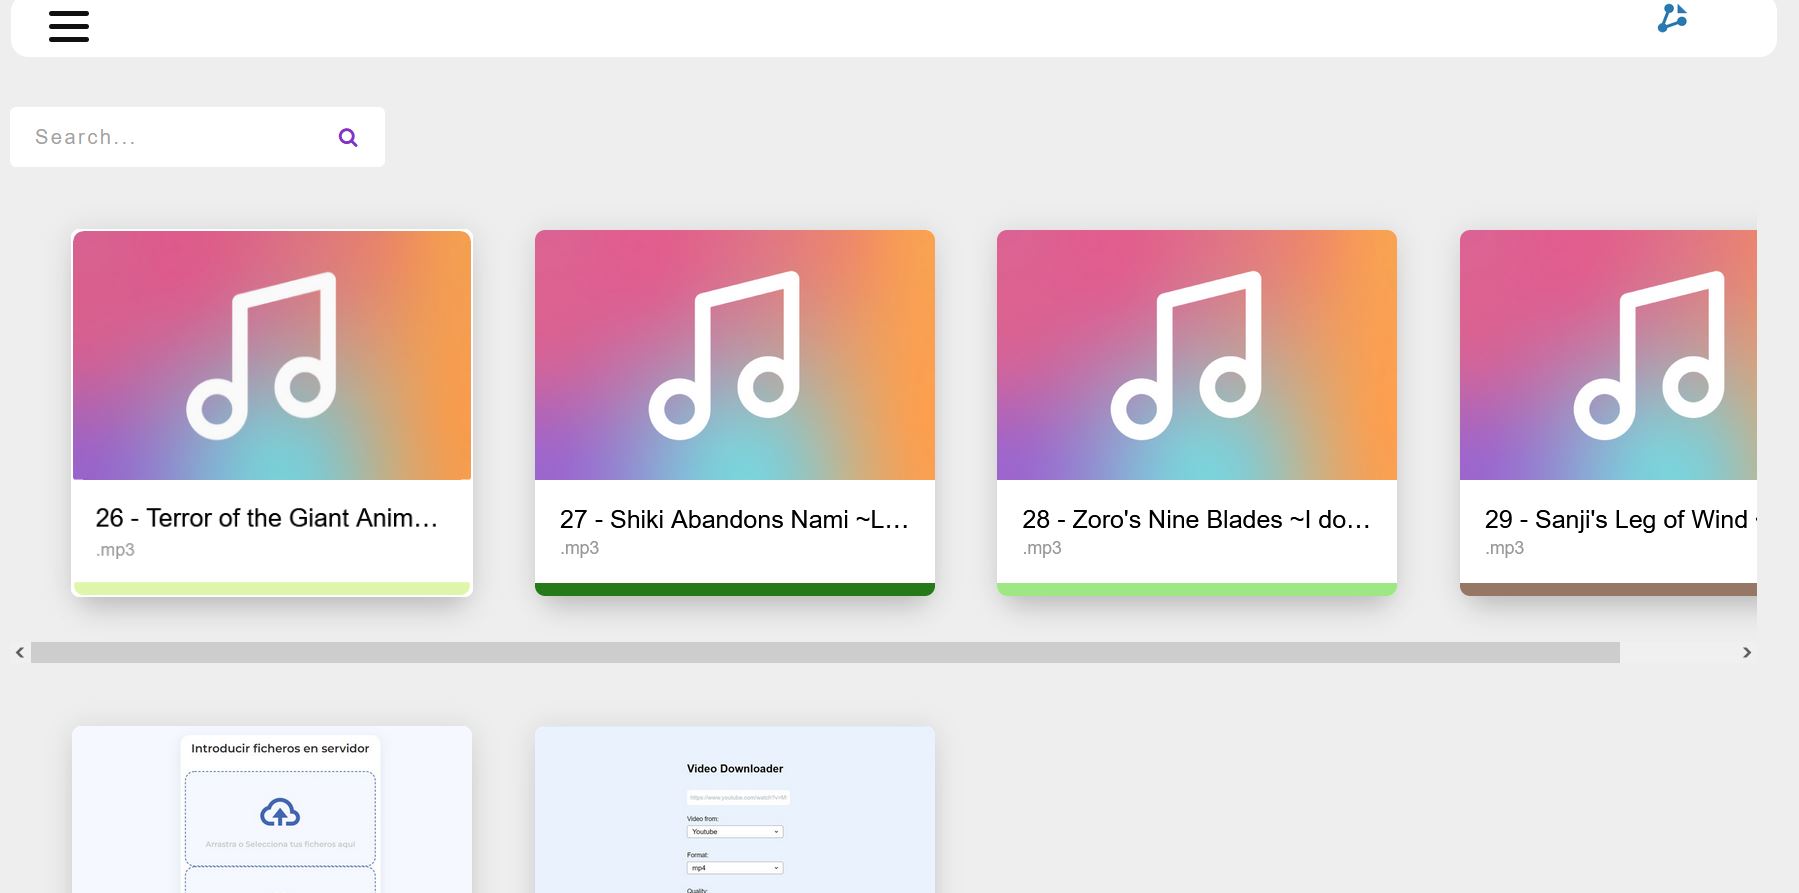 Search...
26 - Terror of the Giant Anim...
.mp3
27 - Shiki Abandons Nami ~L...
.mp3
28 - Zoro's Nine Blades ~I do...
.mp3
29 - Sanji's Leg of Wind
.mp3
Introducir ficheros en servidor
Arrastra o Selecciona tus ficheros aquí
Video Downloader
https://www.youtube.com/watch?v=M
Video from:
Youtube
Format:
mp4
Quality: